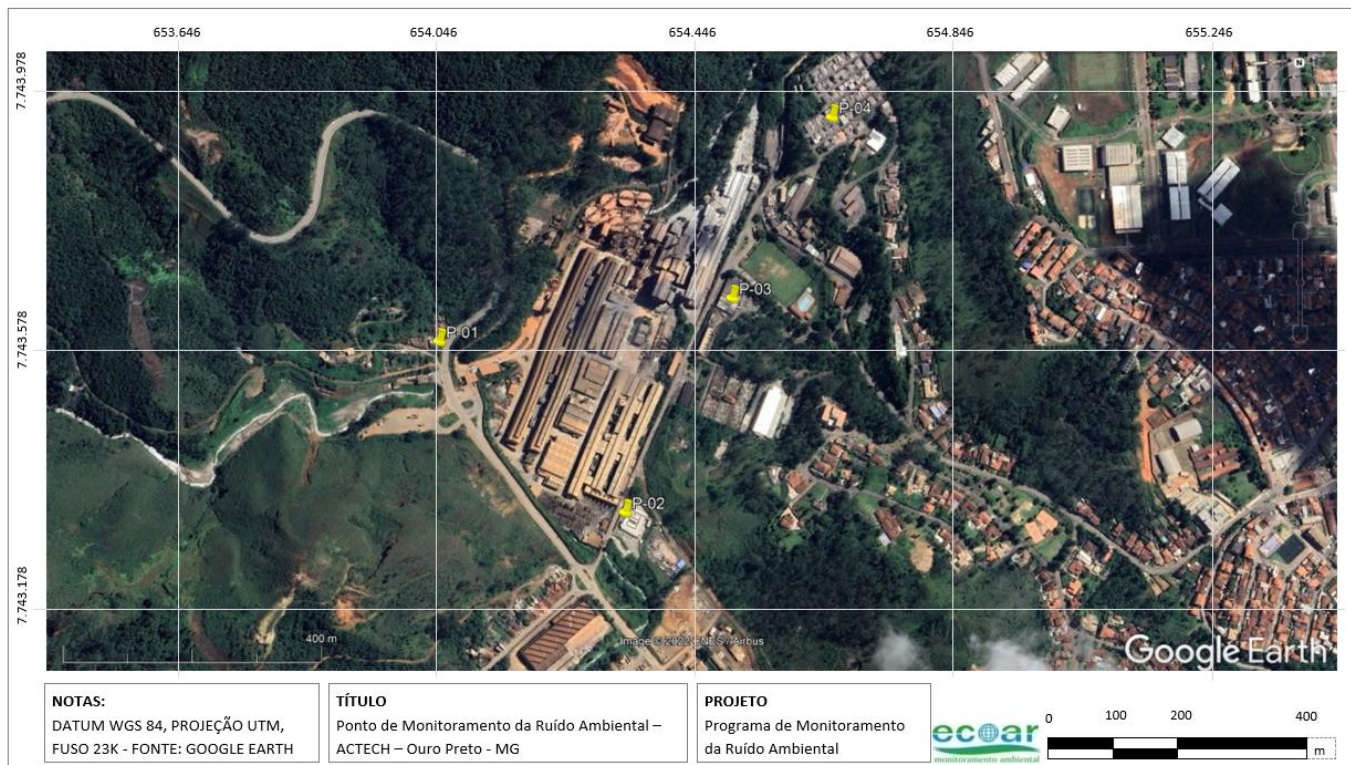 653.646 654.046 654.446 654.846 655.246
7.743.978
7.743.578
7.743.178
N
P-04
P-03
P-01
P-02
400 m
Image © 2022 CNES / Airbus
Google Earth
NOTAS:
DATUM WGS 84, PROJEÇÃO UTM,
FUSO 23K - FONTE: GOOGLE EARTH
TÍTULO
Ponto de Monitoramento da Ruído Ambiental –
ACTECH – Ouro Preto - MG
PROJETO
Programa de Monitoramento
da Ruído Ambiental
ecoar
monitoramento ambiental
0 100 200 400
m